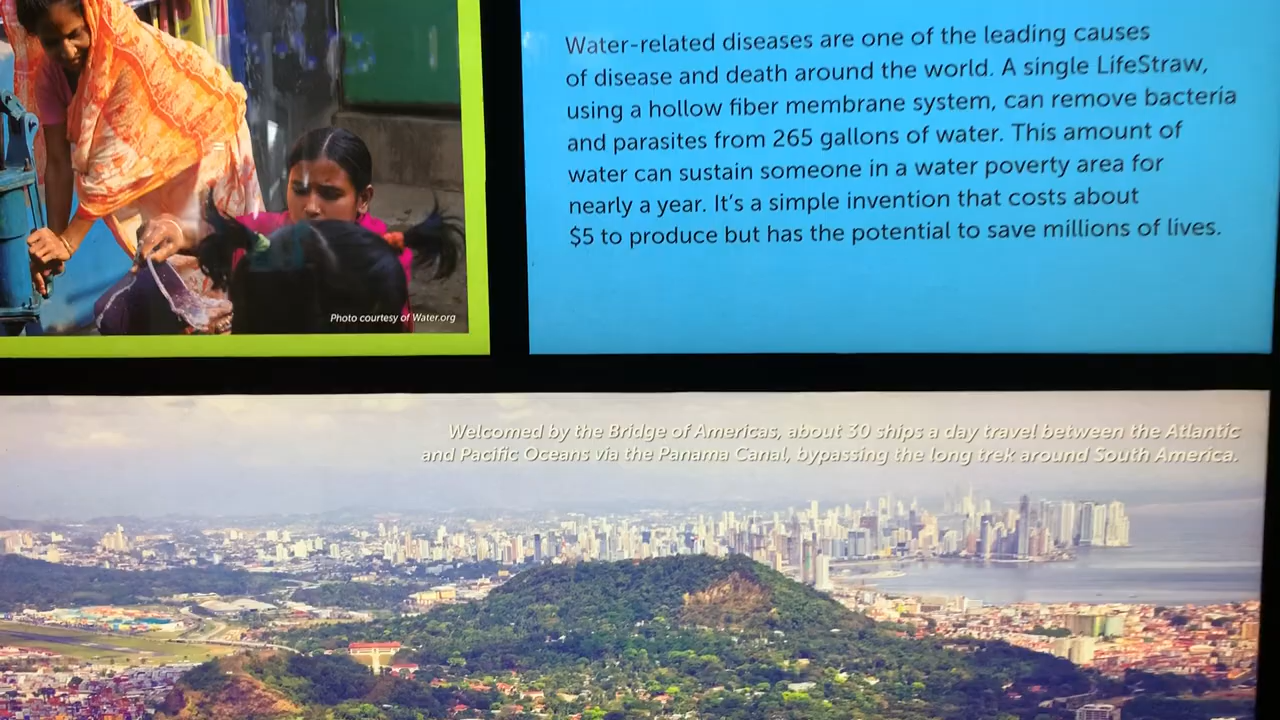 Water-related diseases are one of the leading causes
of disease and death around the world. A single LifeStraw,
using a hollow fiber membrane system, can remove bacteria
and parasites from 265 gallons of water. This amount of
water can sustain someone in a water poverty area for
nearly a year. It's a simple invention that costs about
$5 to produce but has the potential to save millions of lives.
Photo courtesy of Water.org
Welcomed by the Bridge of Americas, about 30 ships a day travel between the Atlantic
and Pacific Oceans via the Panama Canal, bypassing the long trek around South America.